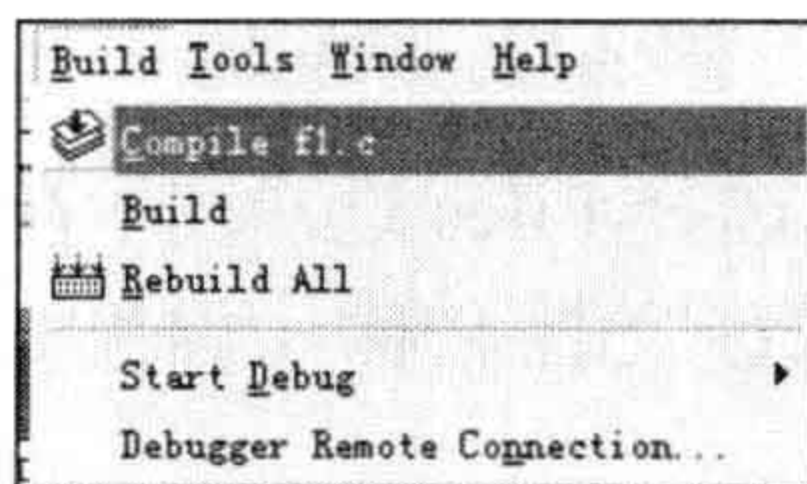 Build Tools Window Help
Compile f1.c
Build
Rebuild All
Start Debug
Debugger Remote Connection...